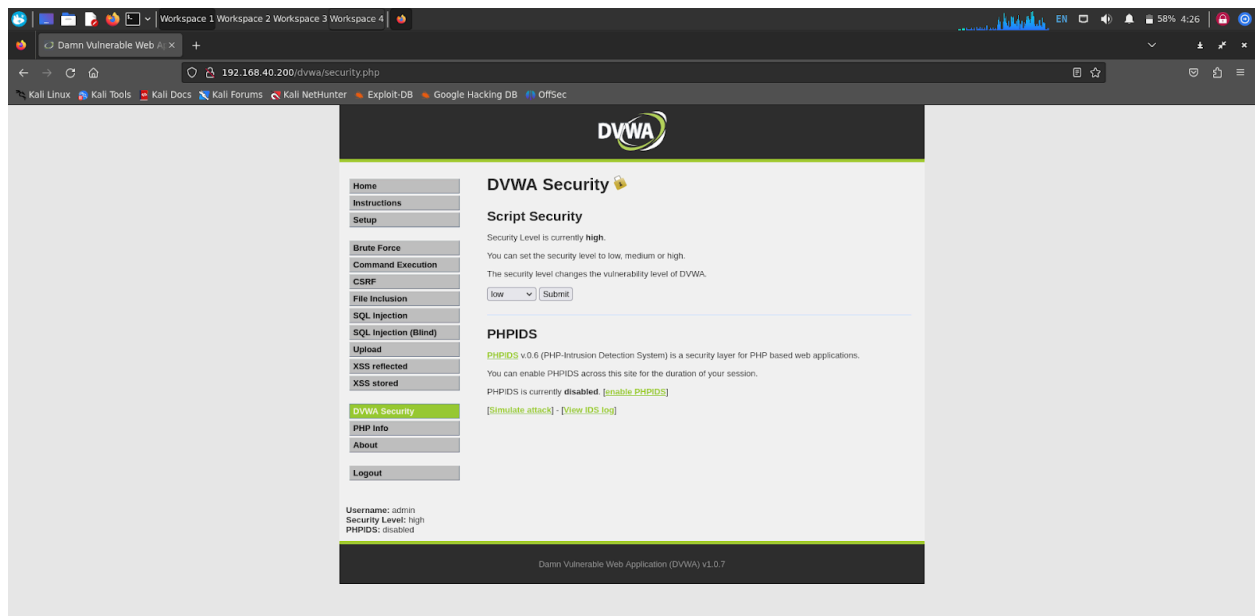 Workspace 1 Workspace 2 Workspace 3 Workspace 4 EN 58% 4:26
Damn Vulnerable Web A
192.168.40.200/dvwa/security.php
Kali Linux Kali Tools Kali Docs Kali Forums Kali NetHunter Exploit-DB Google Hacking DB OffSec
DVWA
Home
Instructions
Setup
Brute Force
Command Execution
CSRF
File Inclusion
SQL Injection
SQL Injection (Blind)
Upload
XSS reflected
XSS stored
DVWA Security
PHP Info
About
Logout
Username: admin
Security Level: high
PHPIDS: disabled
DVWA Security
Script Security
Security Level is currently high.
You can set the security level to low, medium or high.
The security level changes the vulnerability level of DVWA.
low Submit
PHPIDS
PHPIDS v.0.6 (PHP-Intrusion Detection System) is a security layer for PHP based web applications.
You can enable PHPIDS across this site for the duration of your session.
PHPIDS is currently disabled. [enable PHPIDS]
[Simulate attack] - [View IDS log]
Damn Vulnerable Web Application (DVWA) v1.0.7